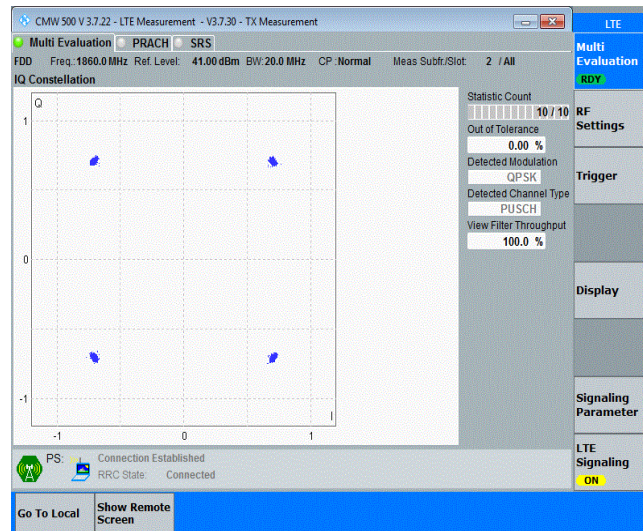 CMW 500 V 3.7.22 - LTE Measurement - V3.7.30 - TX Measurement
LTE
Multi Evaluation PRACH SRS
FDD Freq.:1860.0 MHz Ref. Level: 41.00 dBm BW:20.0 MHz CP :Normal Meas Subfr./Slot: 2 / All
IQ Constellation
Q
1
0
-1
I
-1 0 1
Statistic Count
10 / 10
Out of Tolerance
0.00 %
Detected Modulation
QPSK
Detected Channel Type
PUSCH
View Filter Throughput
100.0 %
Multi
Evaluation
RDY
RF
Settings
Trigger
Display
Signaling
Parameter
LTE
Signaling
ON
PS: Connection Established
RRC State: Connected
Go To Local
Show Remote
Screen